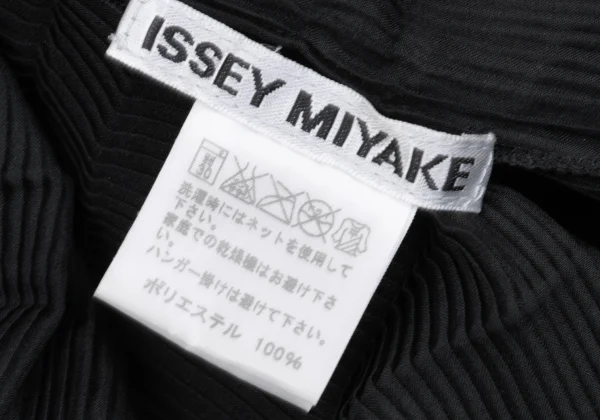 ISSEY MIYAKE
洗濯時にはネットを使用して
下さい。
家庭での乾燥機はお避け下さ
い。
ハンガー掛けは避けて下さい。
ポリエステル 100%